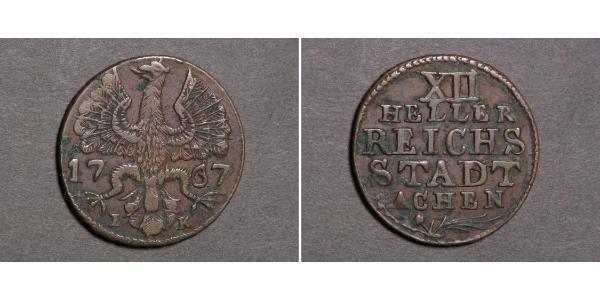 17 67
I K
XII
HELLER
REICHS
STADT
ACHEN